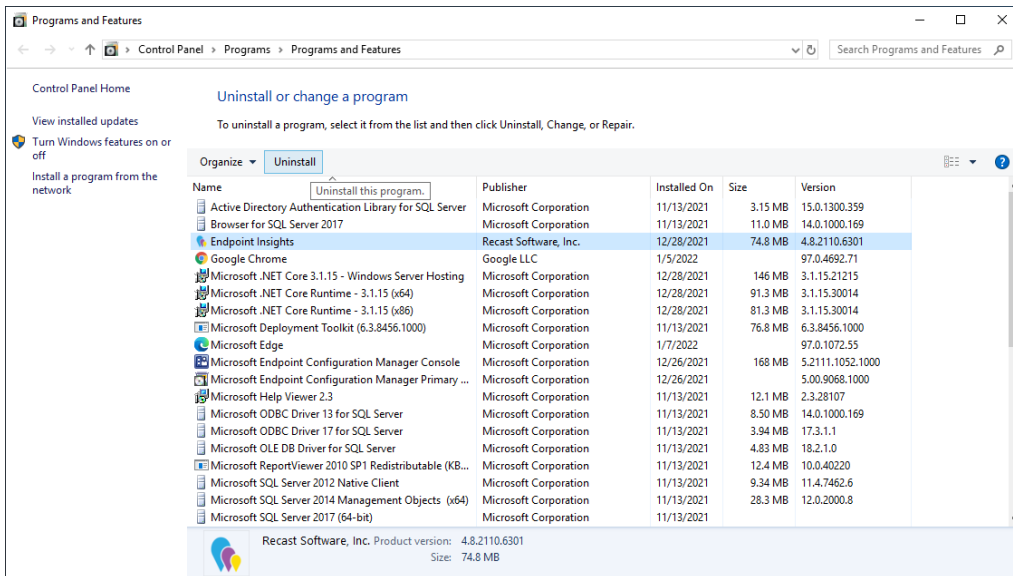 Programs and Features
Control Panel > Programs > Programs and Features
Search Programs and Features
Control Panel Home
View installed updates
Turn Windows features on or
off
Install a program from the
network
Uninstall or change a program
To uninstall a program, select it from the list and then click Uninstall, Change, or Repair.
Organize Uninstall
Name Publisher Installed On Size Version
Uninstall this program.
Active Directory Authentication Library for SQL Server Microsoft Corporation 11/13/2021 3.15 MB 15.0.1300.359
Browser for SQL Server 2017 Microsoft Corporation 11/13/2021 11.0 MB 14.0.1000.169
Endpoint Insights Recast Software, Inc. 12/28/2021 74.8 MB 4.8.2110.6301
Google Chrome Google LLC 1/5/2022 97.0.4692.71
Microsoft .NET Core 3.1.15 - Windows Server Hosting Microsoft Corporation 12/28/2021 146 MB 3.1.15.21215
Microsoft .NET Core Runtime - 3.1.15 (x64) Microsoft Corporation 12/28/2021 91.3 MB 3.1.15.30014
Microsoft .NET Core Runtime - 3.1.15 (x86) Microsoft Corporation 12/28/2021 81.3 MB 3.1.15.30014
Microsoft Deployment Toolkit (6.3.8456.1000) Microsoft Corporation 11/13/2021 76.8 MB 6.3.8456.1000
Microsoft Edge Microsoft Corporation 1/7/2022 97.0.1072.55
Microsoft Endpoint Configuration Manager Console Microsoft Corporation 12/26/2021 168 MB 5.2111.1052.1000
Microsoft Endpoint Configuration Manager Primary ... Microsoft Corporation 12/26/2021 5.00.9068.1000
Microsoft Help Viewer 2.3 Microsoft Corporation 11/13/2021 12.1 MB 2.3.28107
Microsoft ODBC Driver 13 for SQL Server Microsoft Corporation 11/13/2021 8.50 MB 14.0.1000.169
Microsoft ODBC Driver 17 for SQL Server Microsoft Corporation 11/13/2021 3.94 MB 17.3.1.1
Microsoft OLE DB Driver for SQL Server Microsoft Corporation 11/13/2021 4.83 MB 18.2.1.0
Microsoft ReportViewer 2010 SP1 Redistributable (KB... Microsoft Corporation 11/13/2021 12.4 MB 10.0.40220
Microsoft SQL Server 2012 Native Client Microsoft Corporation 11/13/2021 9.34 MB 11.4.7462.6
Microsoft SQL Server 2014 Management Objects (x64) Microsoft Corporation 11/13/2021 28.3 MB 12.0.2000.8
Microsoft SQL Server 2017 (64-bit) Microsoft Corporation 11/13/2021
Recast Software, Inc. Product version: 4.8.2110.6301
Size: 74.8 MB